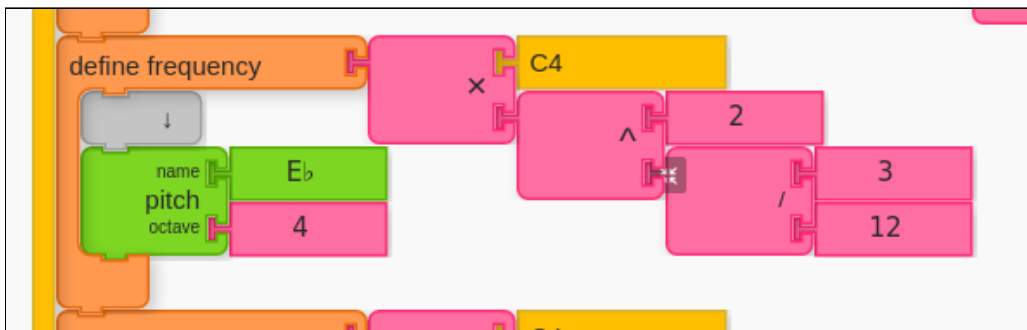 define frequency
×
C4
^
2
↓
name
E♭
pitch
octave
4
/
3
12